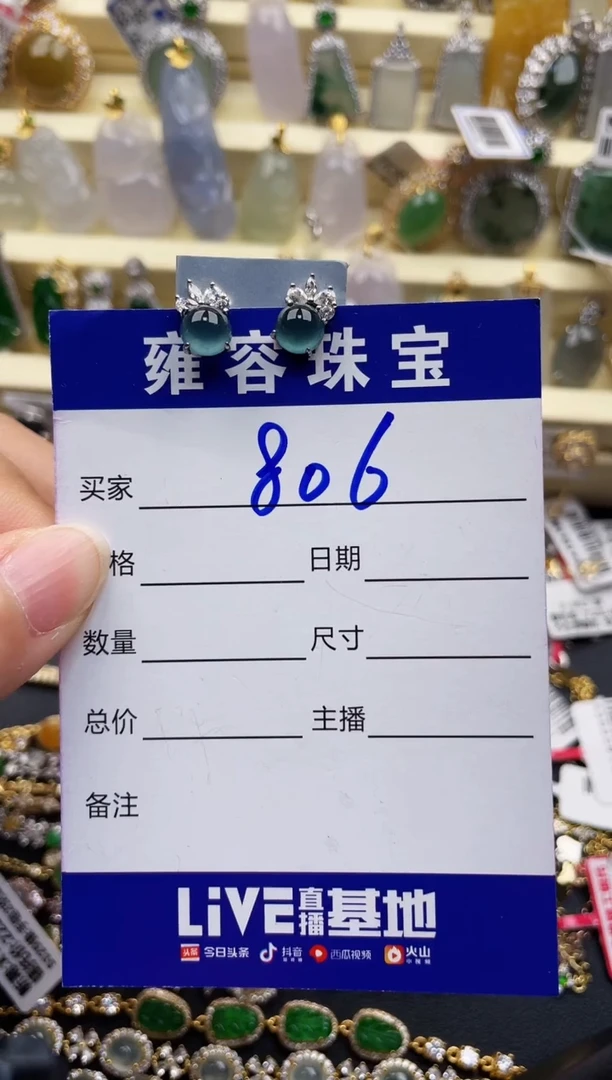 雍容珠宝
买家 806
格 日期
数量 尺寸
总价 主播
备注
LiVE直播基地
头条 今日头条 抖音 西瓜视频 火山